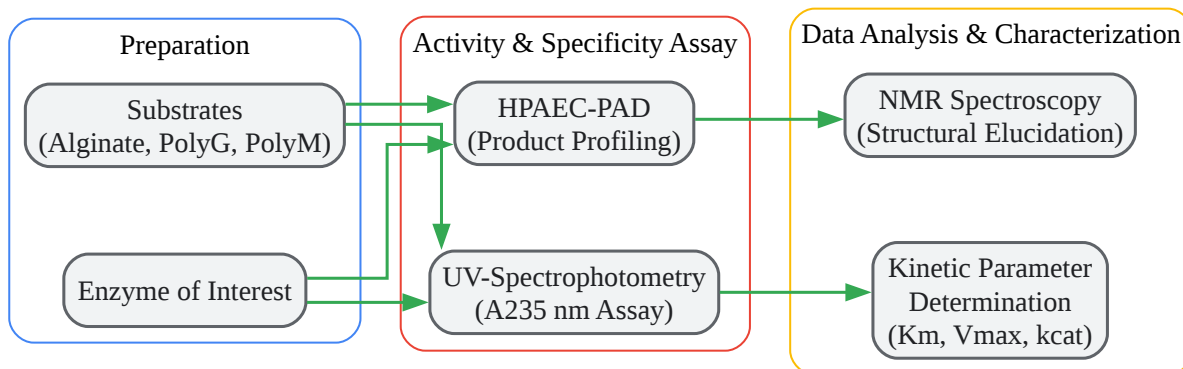 Preparation
Substrates
(Alginate, PolyG, PolyM)
Enzyme of Interest
Activity & Specificity Assay
HPAEC-PAD
(Product Profiling)
UV-Spectrophotometry
(A235 nm Assay)
Data Analysis & Characterization
NMR Spectroscopy
(Structural Elucidation)
Kinetic Parameter
Determination
(Km, Vmax, kcat)